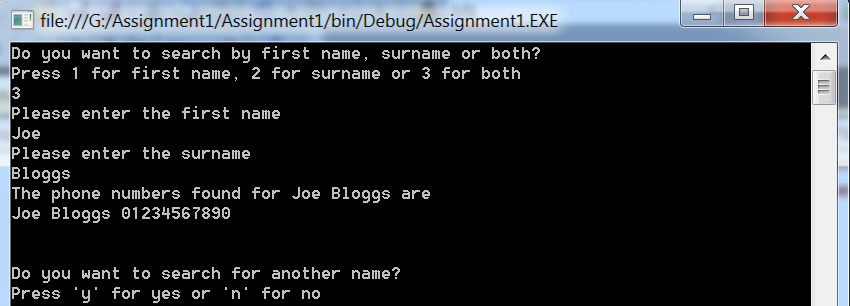 file:///G:/Assignment1/Assignment1/bin/Debug/Assignment1.EXE
Do you want to search by first name, surname or both?
Press 1 for first name, 2 for surname or 3 for both
3
Please enter the first name
Joe
Please enter the surname
Bloggs
The phone numbers found for Joe Bloggs are
Joe Bloggs 01234567890
Do you want to search for another name?
Press 'y' for yes or 'n' for no